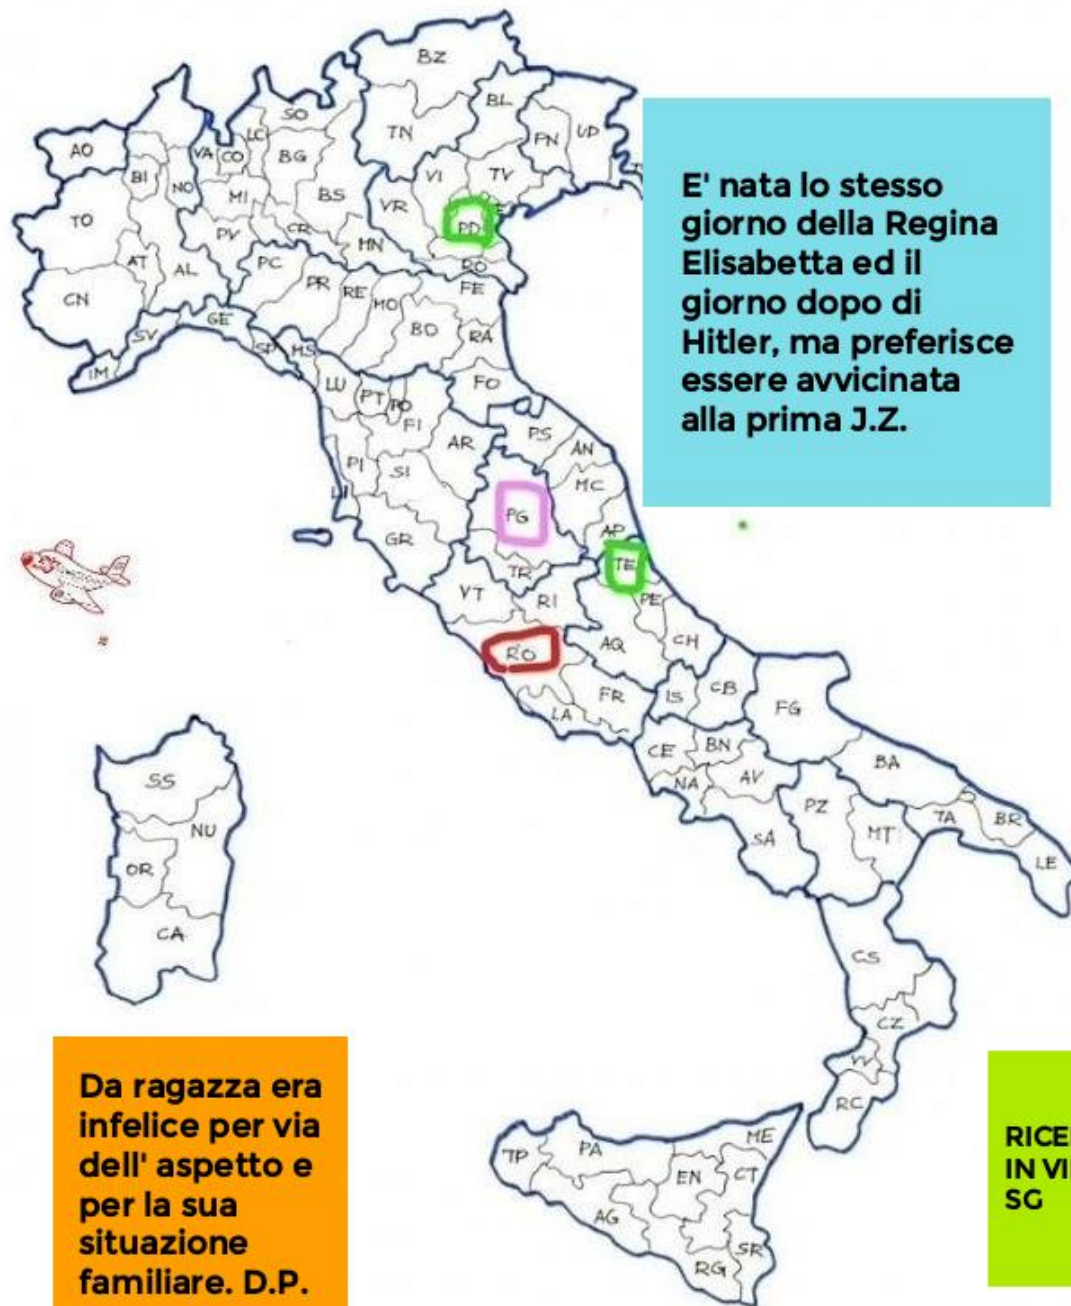 BZ
BL
SO
TN
PN
UD
LC
AO
VA
CO
BG
BI
NO
VI
TV
MI
BS
VR
TO
PD
PV
CR
MN
RO
AT
AL
PC
PR
RE
MO
FE
CN
GE
BO
RA
SV
SP
MS
IM
LU
PT
PO
FO
FI
AR
PS
AN
PI
SI
MC
LI
PG
GR
AP
TR
TE
VT
RI
PE
RO
AQ
CH
FR
IS
CB
LA
FG
CE
BN
BA
NA
AV
PZ
SA
MT
TA
BR
LE
SS
NU
OR
CA
CS
CZ
VV
RC
ME
TP
PA
EN
CT
AG
SR
RG
E' nata lo stesso
giorno della Regina
Elisabetta ed il
giorno dopo di
Hitler, ma preferisce
essere avvicinata
alla prima J.Z.
Da ragazza era
infelice per via
dell' aspetto e
per la sua
situazione
familiare. D.P.
IN
SG